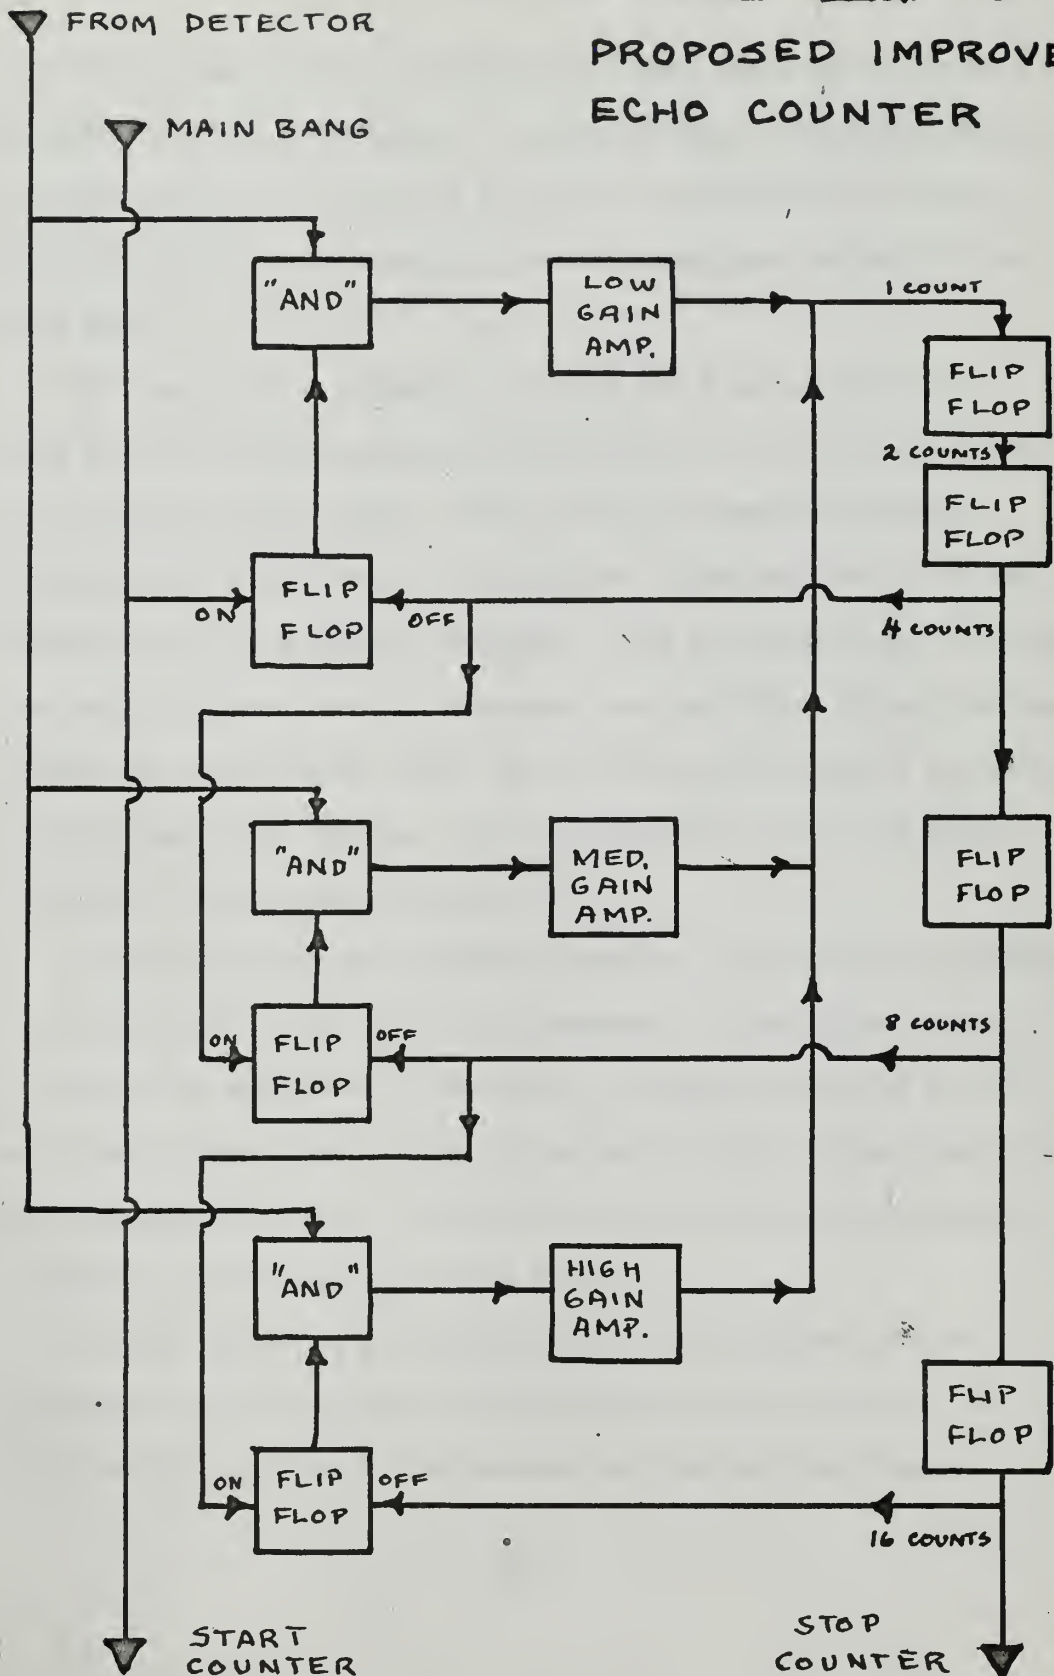 FROM DETECTOR
PROPOSED IMPROVE
ECHO COUNTER
MAIN BANG
"AND"
LOW
GAIN
AMP.
1 COUNT
FLIP
FLOP
2 COUNTS
FLIP
FLOP
ON
FLIP
FLOP
OFF
4 COUNTS
"AND"
MED.
GAIN
AMP.
FLIP
FLOP
8 COUNTS
ON
FLIP
FLOP
OFF
"AND"
HIGH
GAIN
AMP.
FLIP
FLOP
ON
FLIP
FLOP
OFF
16 COUNTS
START
COUNTER
STOP
COUNTER